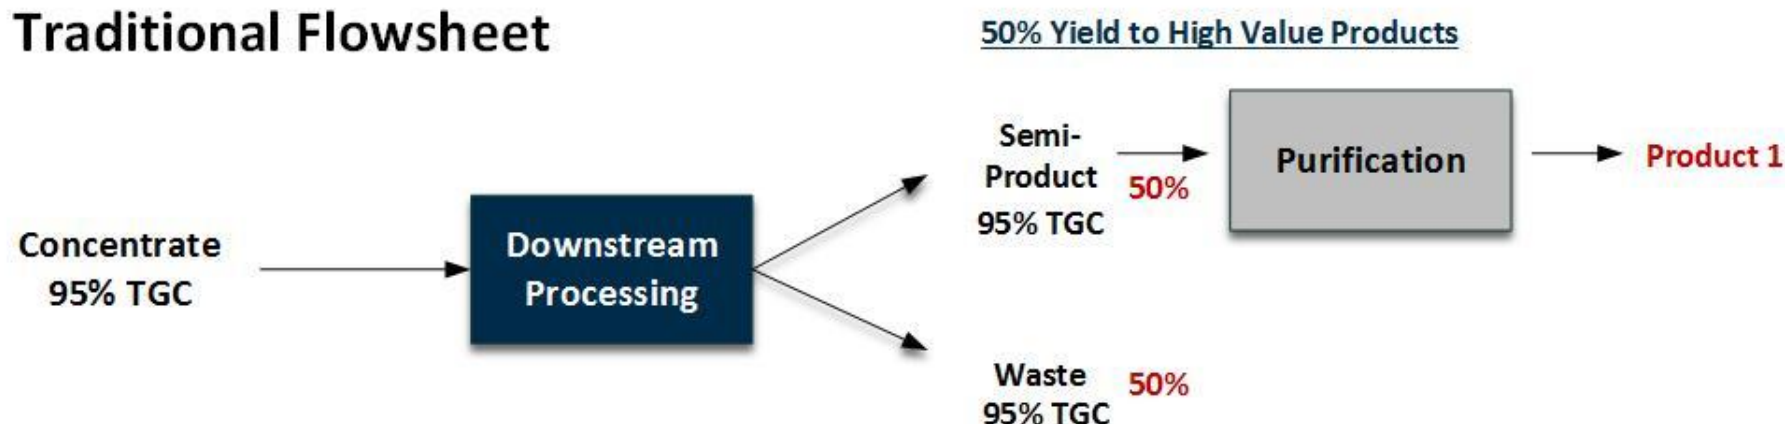 Traditional Flowsheet
50% Yield to High Value Products
Concentrate
95% TGC
Downstream
Processing
Semi-
Product
95% TGC
50%
Purification
Product 1
Waste
95% TGC
50%